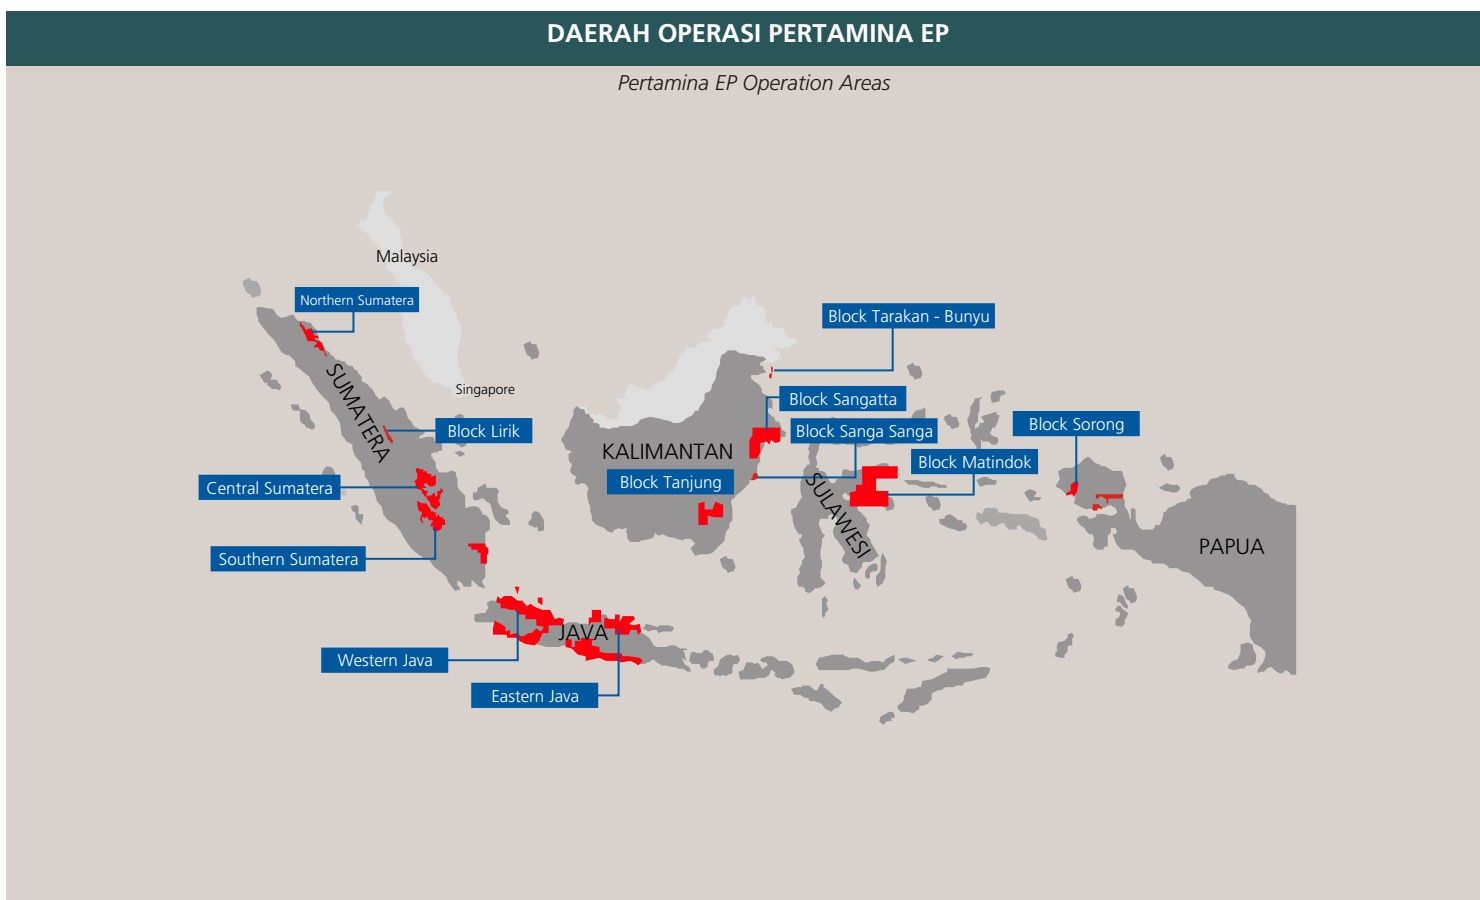 DAERAH OPERASI PERTAMINA EP
Pertamina EP Operation Areas
Malaysia
Northern Sumatera
Block Tarakan - Bunyu
SUMATERA
Singapore
Block Sangatta
Block Lirik
Block Sanga Sanga
Block Sorong
KALIMANTAN
Block Matindok
Block Tanjung
Central Sumatera
SULAWESI
Southern Sumatera
PAPUA
JAVA
Western Java
Eastern Java